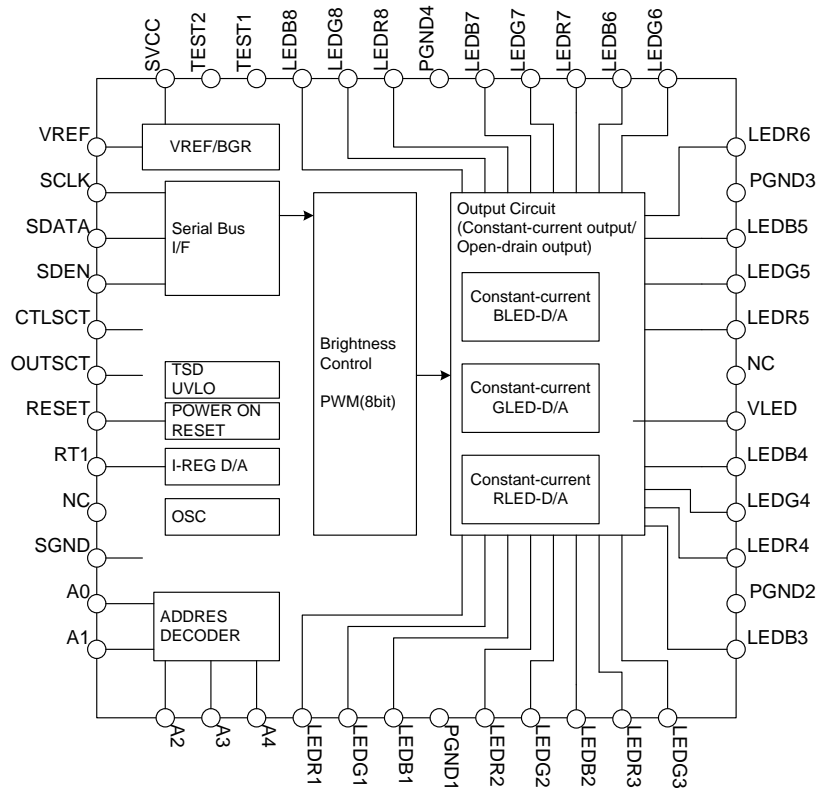 SVCC
TEST2
TEST1
LEDB8
LEDG8
LEDR8
PGND4
LEDB7
LEDG7
LEDR7
LEDB6
LEDG6
VREF
SCLK
SDATA
SDEN
CTLSCT
OUTSCT
RESET
RT1
NC
SGND
A0
A1
VREF/BGR
Serial Bus
I/F
TSD
UVLO
POWER ON
RESET
I-REG D/A
OSC
ADDRES
DECODER
Brightness
Control
PWM(8bit)
Output Circuit
(Constant-current output/
Open-drain output)
Constant-current
BLED-D/A
Constant-current
GLED-D/A
Constant-current
RLED-D/A
LEDR6
PGND3
LEDB5
LEDG5
LEDR5
NC
VLED
LEDB4
LEDG4
LEDR4
PGND2
LEDB3
A2
A3
A4
LEDR1
LEDG1
LEDB1
PGND1
LEDR2
LEDG2
LEDB2
LEDR3
LEDG3